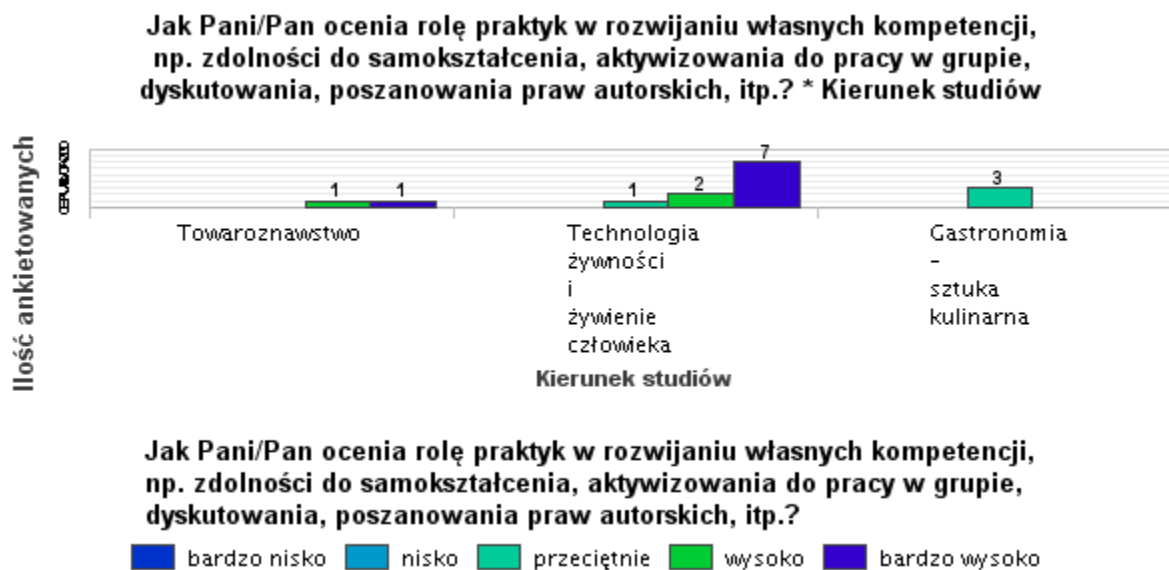 Jak Pani/Pan ocenia rolę praktyk w rozwijaniu własnych kompetencji,
np. zdolności do samokształcenia, aktywizowania do pracy w grupie,
dyskutowania, poszanowania praw autorskich, itp.? * Kierunek studiów
Ilość ankietowanych
1
1
1
2
7
3
Towaroznawstwo
Technologia
żywności
i
żywienie
człowieka
Gastronomia
-
sztuka
kulinarna
Kierunek studiów
Jak Pani/Pan ocenia rolę praktyk w rozwijaniu własnych kompetencji,
np. zdolności do samokształcenia, aktywizowania do pracy w grupie,
dyskutowania, poszanowania praw autorskich, itp.?
bardzo nisko nisko przeciętnie wysoko bardzo wysoko